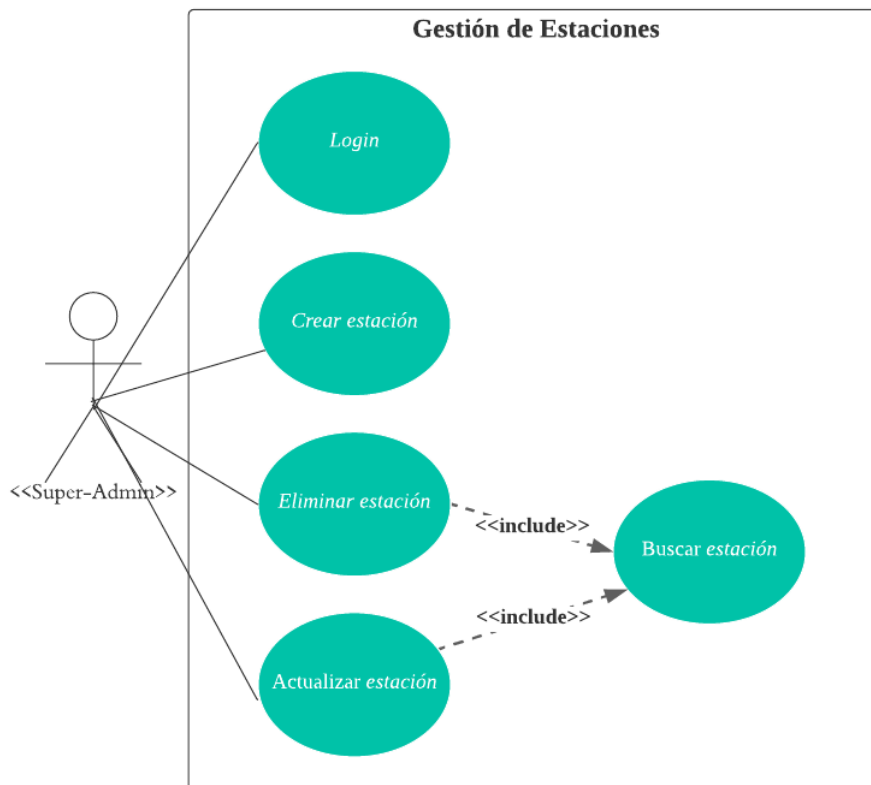 Gestión de Estaciones
Login
Crear estación
<<Super-Admin>>
Eliminar estación
<<include>>
Buscar estación
<<include>>
Actualizar estación